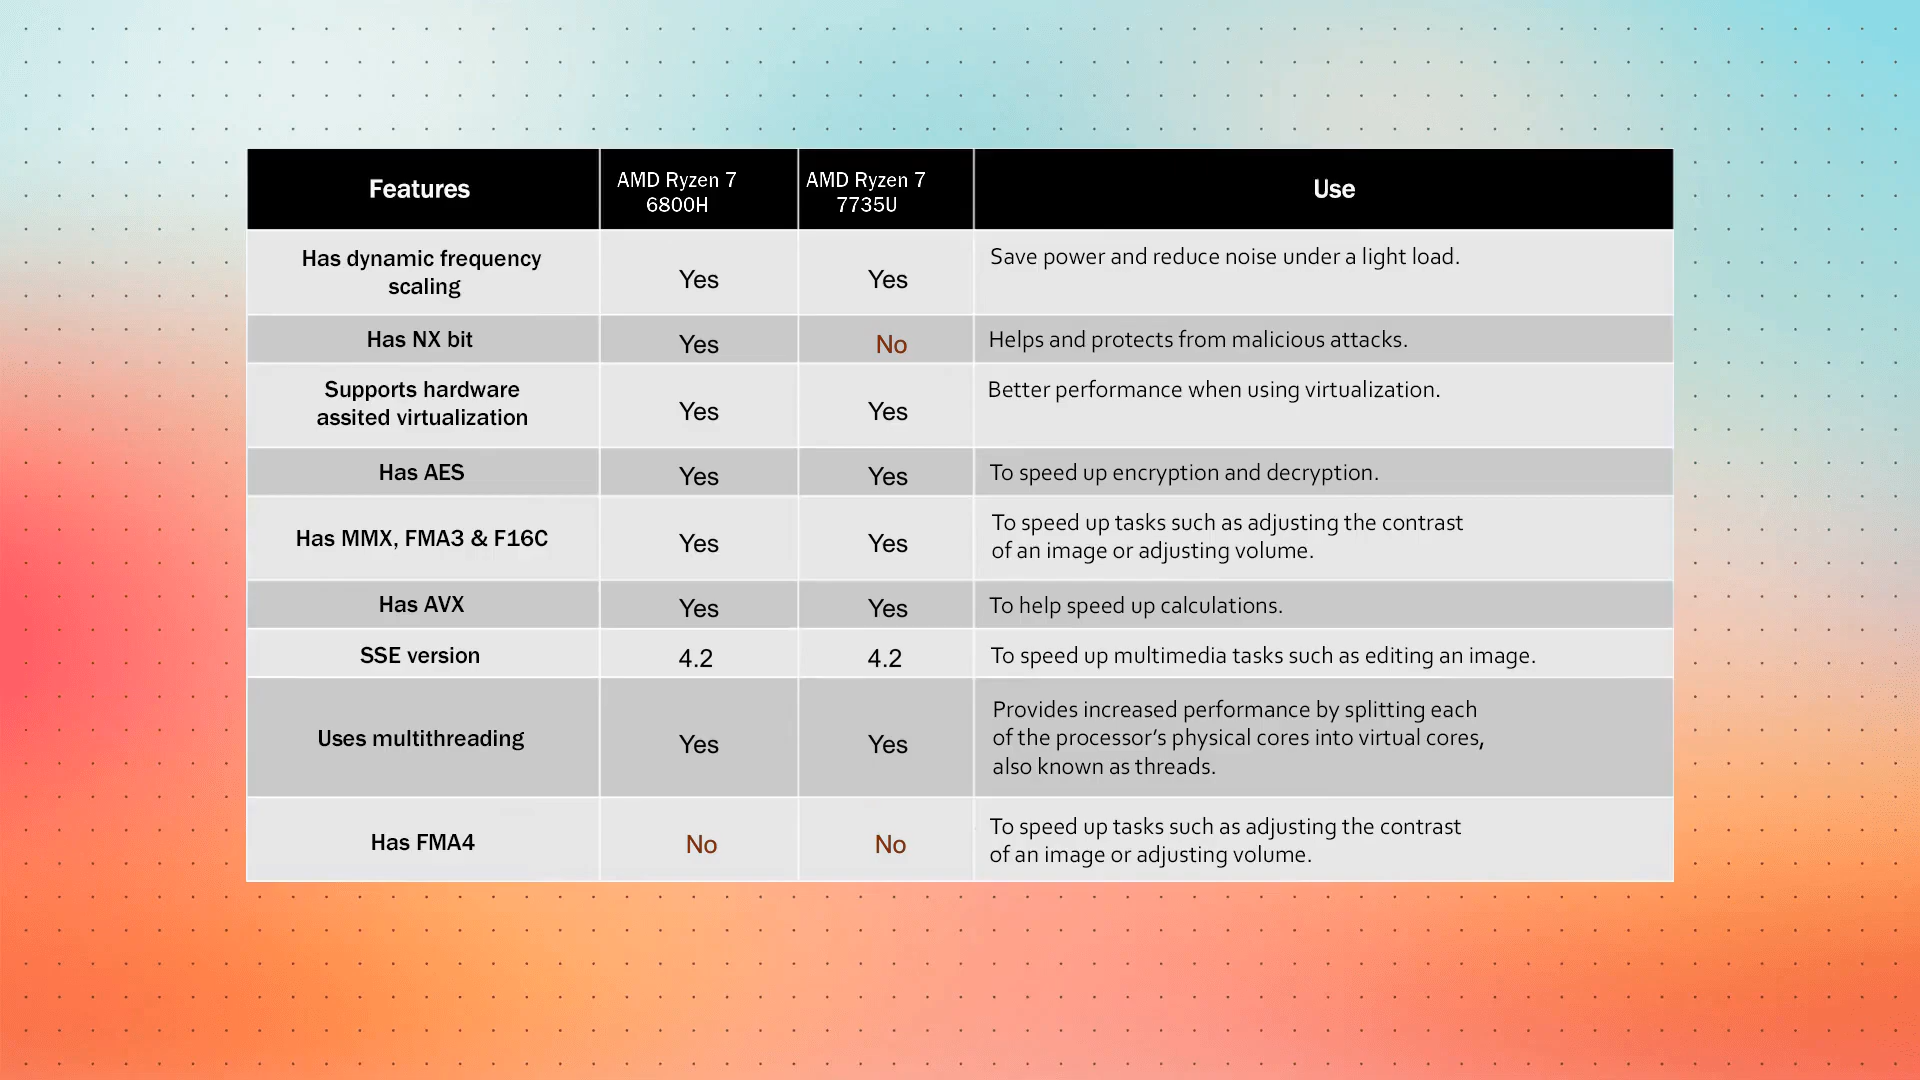 Features
AMD Ryzen 7
6800H
AMD Ryzen 7
7735U
Use
Has dynamic frequency
scaling
Yes
Yes
Save power and reduce noise under a light load.
Has NX bit
Yes
No
Helps and protects from malicious attacks.
Supports hardware
assited virtualization
Yes
Yes
Better performance when using virtualization.
Has AES
Yes
Yes
To speed up encryption and decryption.
Has MMX, FMA3 & F16C
Yes
Yes
To speed up tasks such as adjusting the contrast
of an image or adjusting volume.
Has AVX
Yes
Yes
To help speed up calculations.
SSE version
4.2
4.2
To speed up multimedia tasks such as editing an image.
Uses multithreading
Yes
Yes
Provides increased performance by splitting each
of the processor’s physical cores into virtual cores,
also known as threads.
Has FMA4
No
No
To speed up tasks such as adjusting the contrast
of an image or adjusting volume.